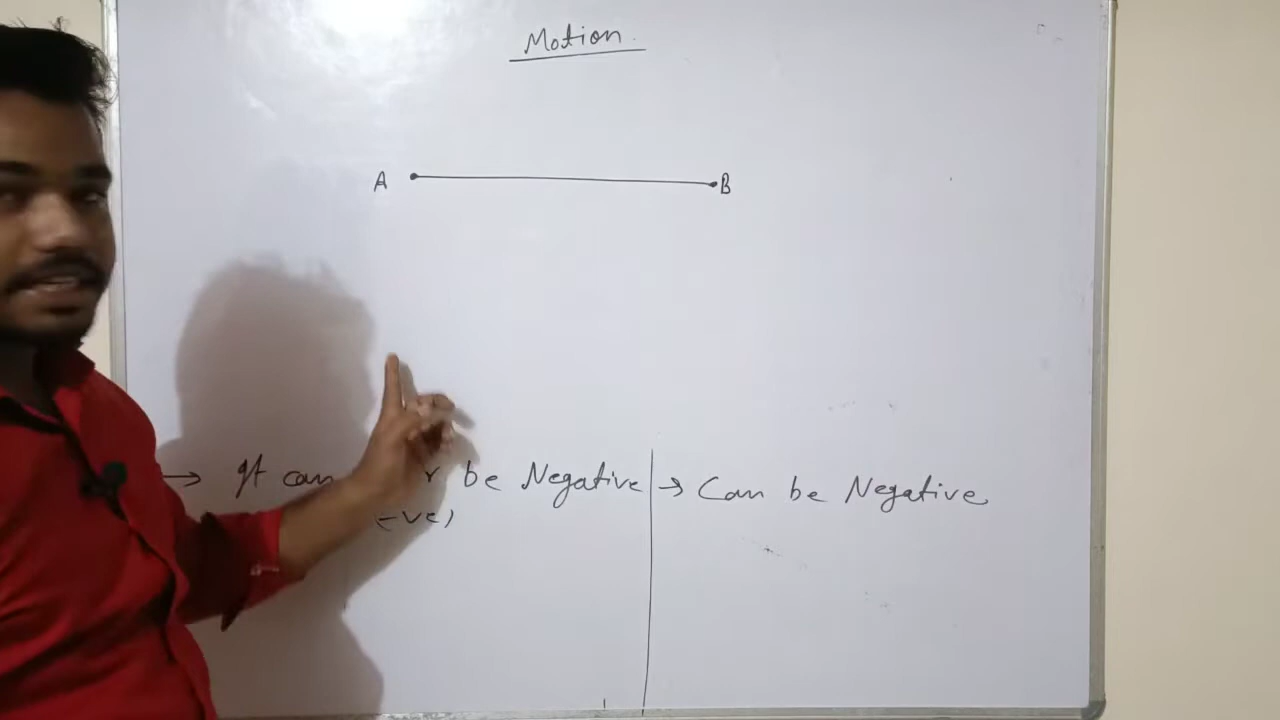 Motion.
A B
→ It can be Negative
(-ve)
→ Can be Negative